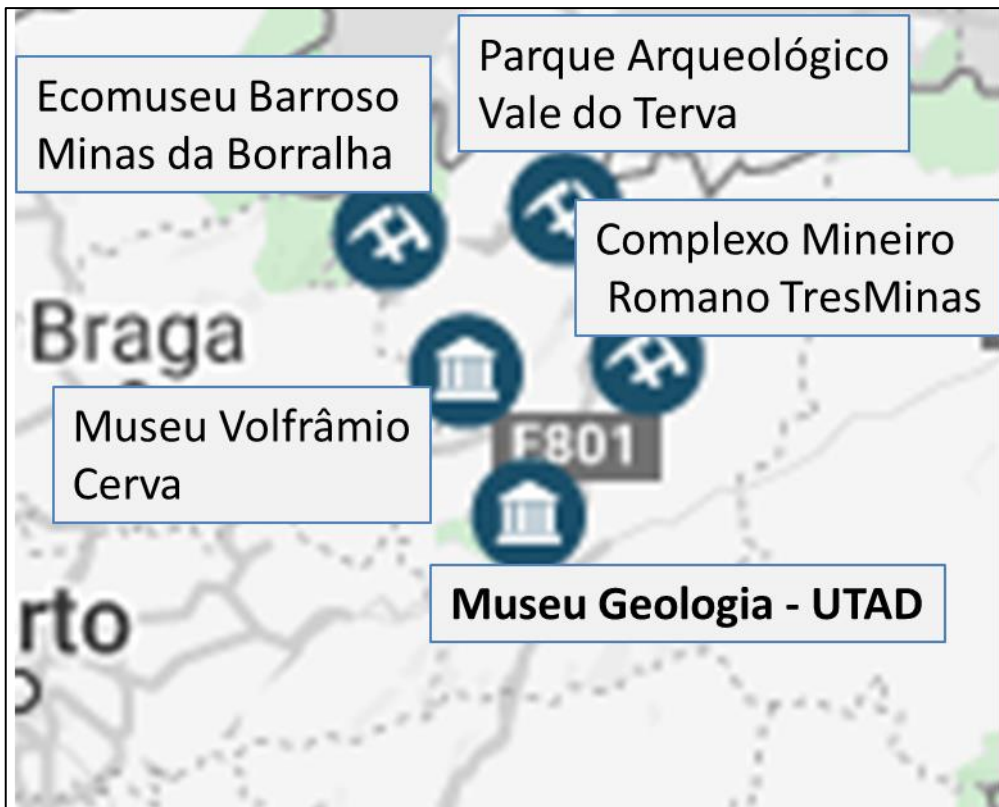 Parque Arqueológico
Vale do Terva
Ecomuseu Barroso
Minas da Borralha
Complexo Mineiro
Romano TresMinas
Braga
Museu Volfrâmio
Cerva
E801
Museu Geologia - UTAD
rto